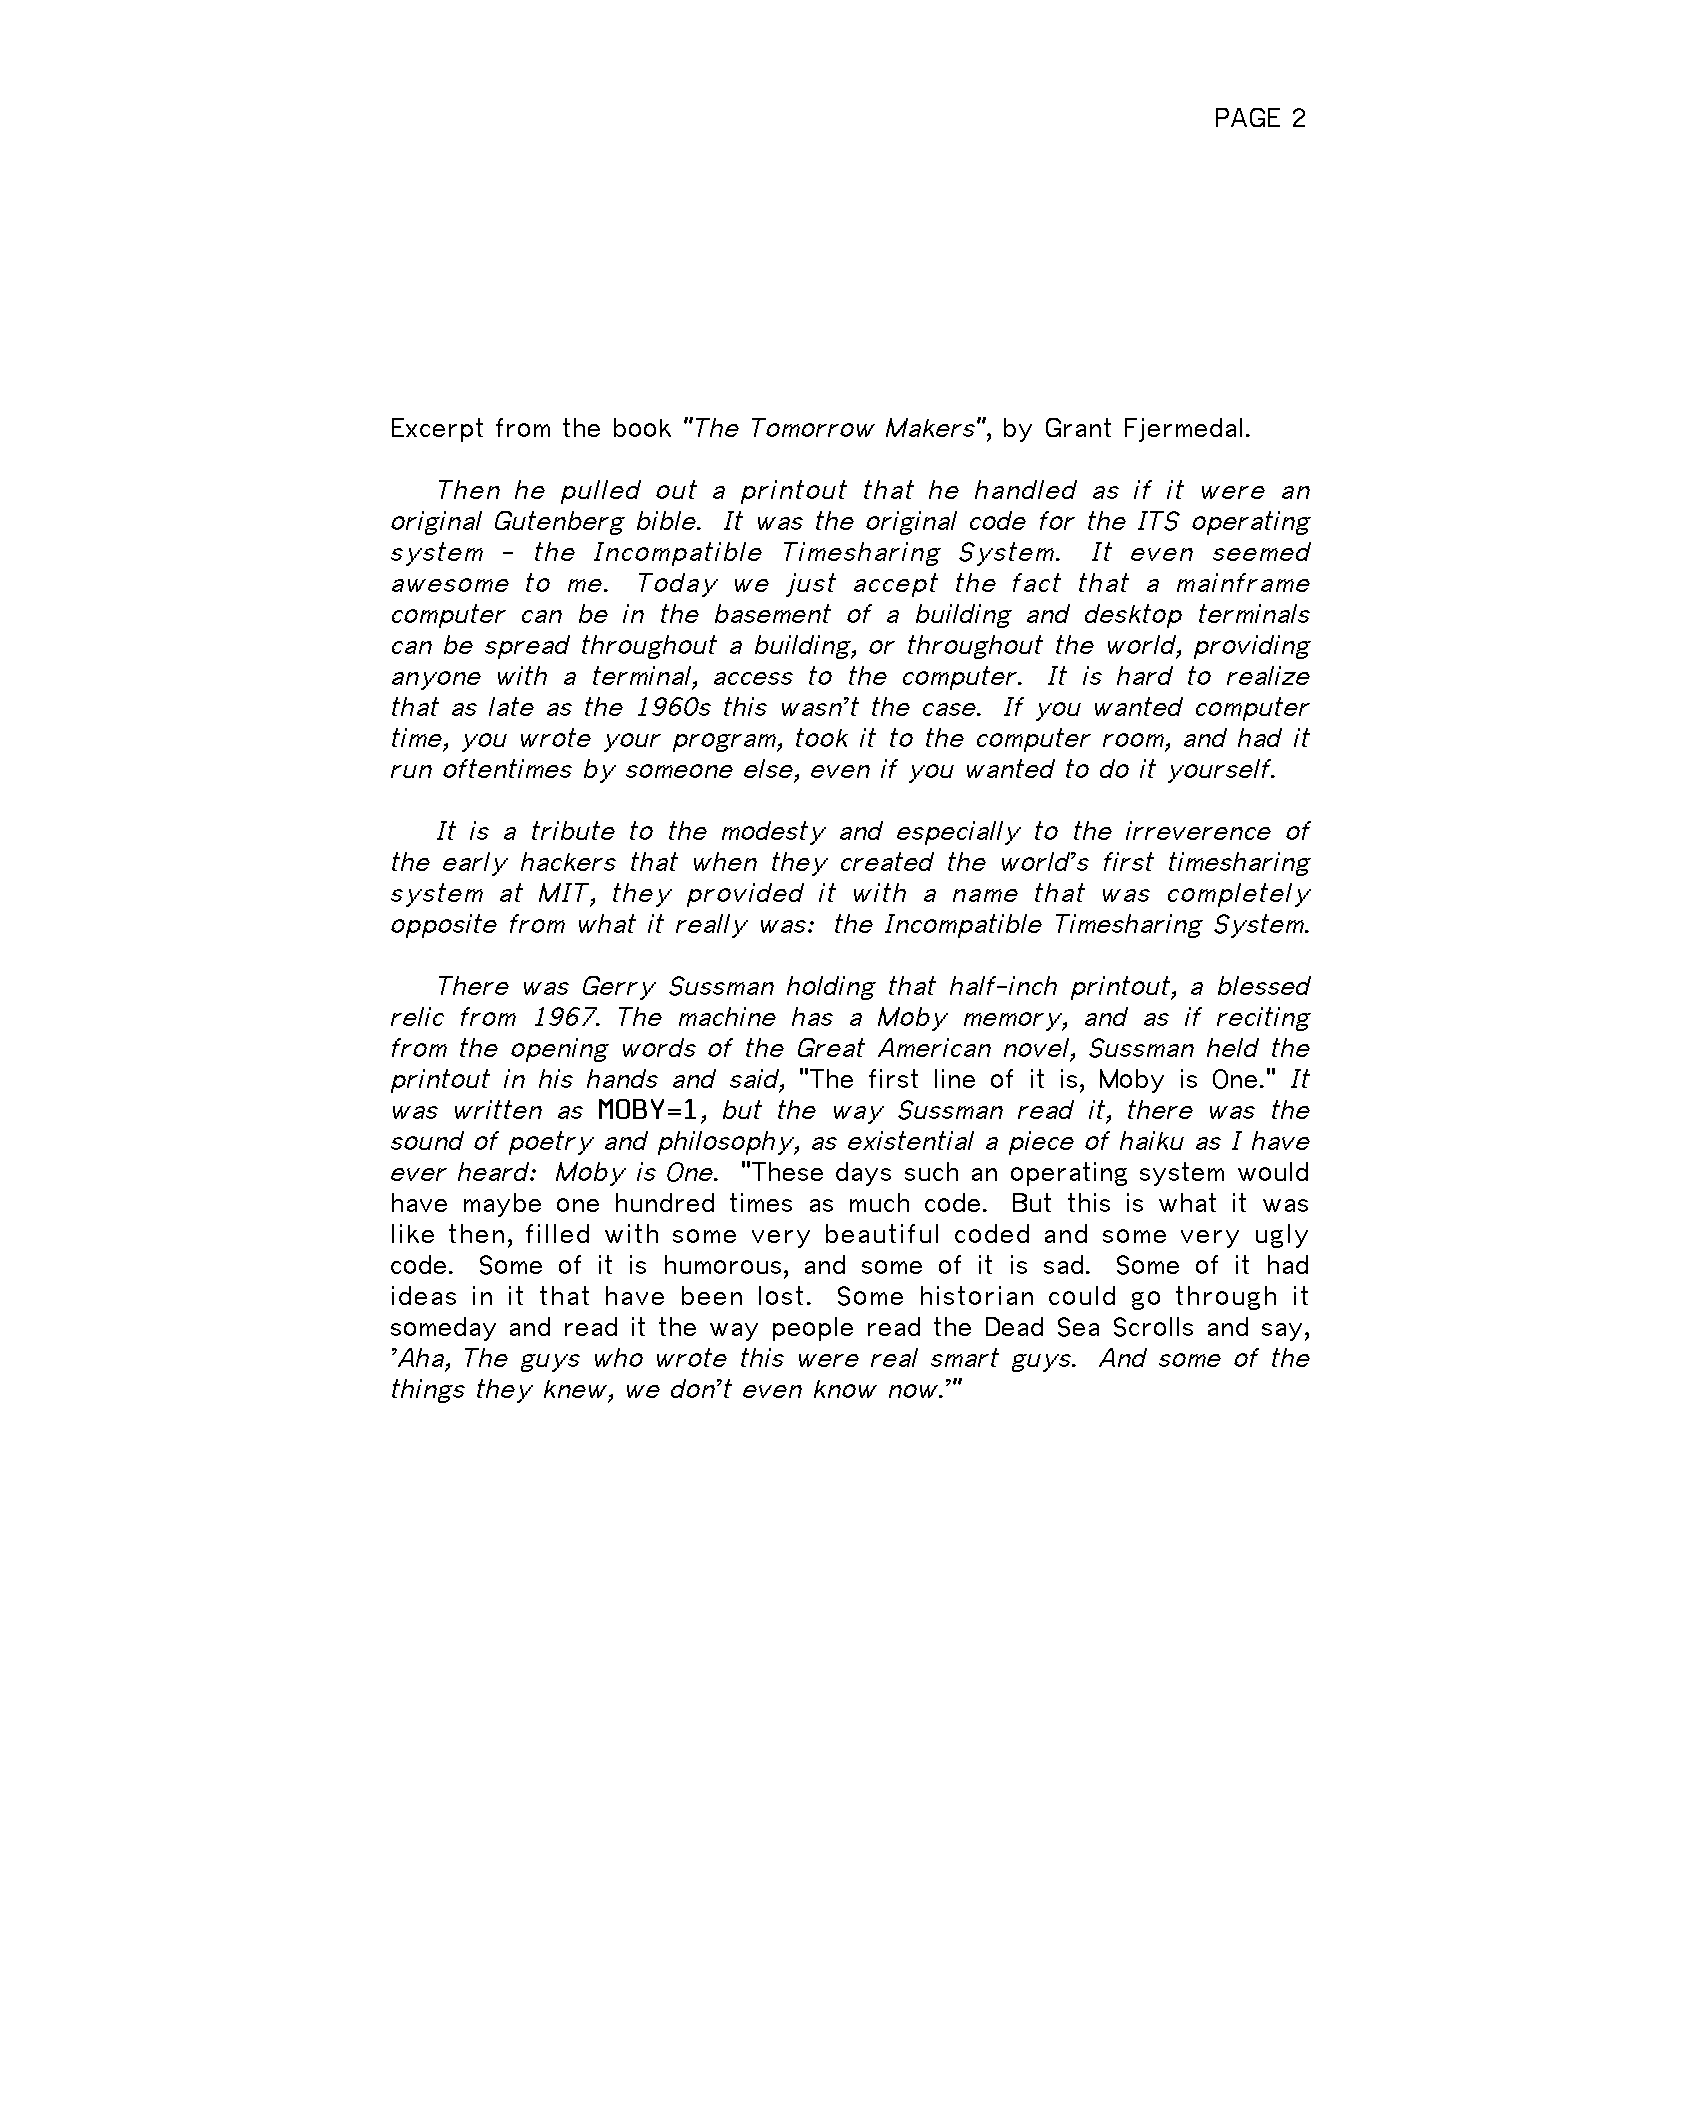 PAGE 2
Excerpt from the book "The Tomorrow Makers", by Grant Fjermedal.
Then he pulled out a printout that he handled as if it were an
original Gutenberg bible. It was the original code for the ITS operating
system - the Incompatible Timesharing System. It even seemed
awesome to me. Today we just accept the fact that a mainframe
computer can be in the basement of a building and desktop terminals
can be spread throughout a building, or throughout the world, providing
anyone with a terminal, access to the computer. It is hard to realize
that as late as the 1960s this wasn't the case. If you wanted computer
time, you wrote your program, took it to the computer room, and had it
run oftentimes by someone else, even if you wanted to do it yourself.
It is a tribute to the modesty and especially to the irreverence of
the early hackers that when they created the world's first timesharing
system at MIT, they provided it with a name that was completely
opposite from what it really was: the Incompatible Timesharing System.
There was Gerry Sussman holding that half-inch printout, a blessed
relic from 1967. The machine has a Moby memory, and as if reciting
from the opening words of the Great American novel, Sussman held the
printout in his hands and said, "The first line of it is, Moby is One." It
was written as MOBY=1, but the way Sussman read it, there was the
sound of poetry and philosophy, as existential a piece of haiku as I have
ever heard: Moby is One. "These days such an operating system would
have maybe one hundred times as much code. But this is what it was
like then, filled with some very beautiful coded and some very ugly
code. Some of it is humorous, and some of it is sad. Some of it had
ideas in it that have been lost. Some historian could go through it
someday and read it the way people read the Dead Sea Scrolls and say,
'Aha, The guys who wrote this were real smart guys. And some of the
things they knew, we don't even know now.'"